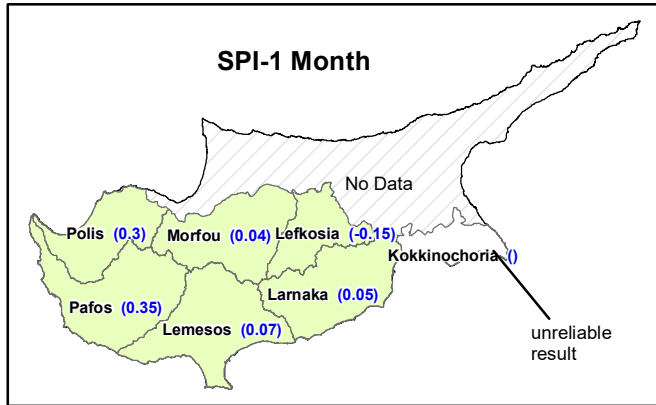 SPI-1 Month
No Data
Polis (0.3)
Morfou (0.04)
Lefkosia (-0.15)
Kokkinochoria ()
Pafos (0.35)
Larnaka (0.05)
Lemesos (0.07)
unreliable
result